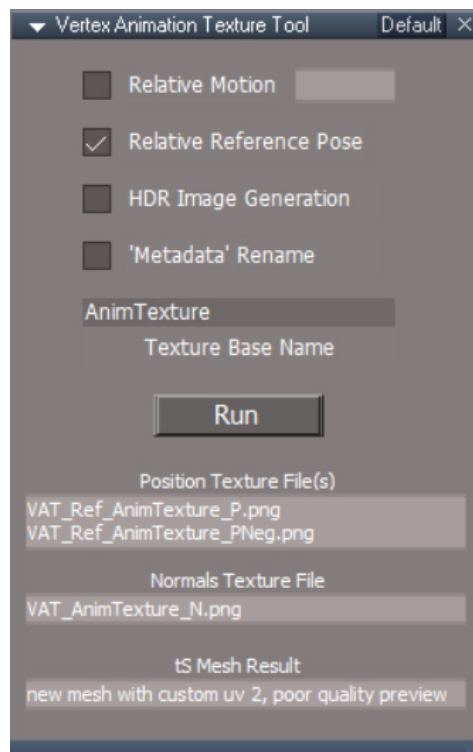 Vertex Animation Texture Tool Default
Relative Motion
Relative Reference Pose
HDR Image Generation
'Metadata' Rename
AnimTexture
Texture Base Name
Run
Position Texture File(s)
VAT_Ref_AnimTexture_P.png
VAT_Ref_AnimTexture_PNeg.png
Normals Texture File
VAT_AnimTexture_N.png
tS Mesh Result
new mesh with custom uv 2, poor quality preview